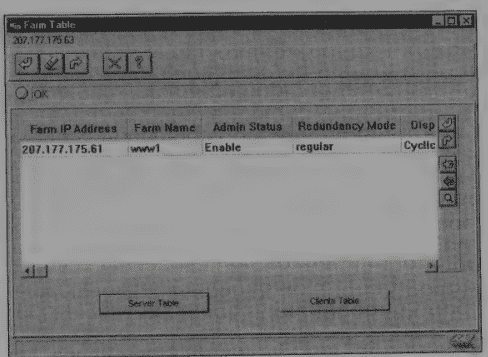 Farm Table
207.177.175.63
OK
Farm IP Address Farm Name Admin Status Redundancy Mode Disp
207.177.175.61 www1 Enable regular Cyclic
Server Table Clients Table